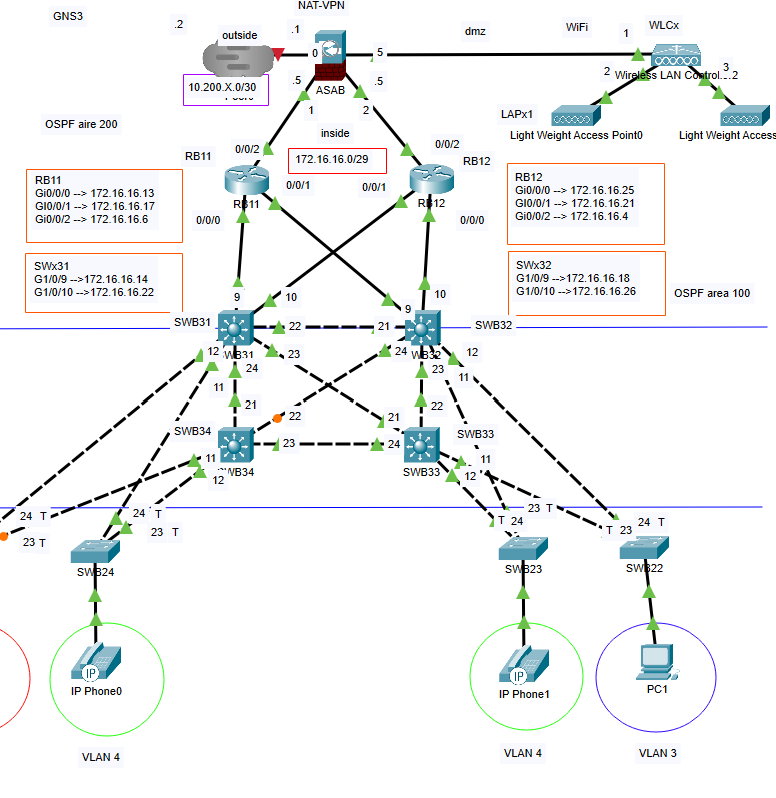 NAT-VPN
GNS3
.2
.1
outside
dmz
WiFi
WLCx
1
0
5
10.200.X.0/30
ASAB
.5
.5
1
2
2
3
Wireless LAN Control...2
LAPx1
Light Weight Access Point0
Light Weight Access
OSPF aire 200
inside
172.16.16.0/29
RB11
0/0/2
0/0/2
RB12
0/0/1
0/0/1
RB11
RB12
0/0/0
0/0/0
RB11
Gi0/0/0 --> 172.16.16.13
GI0/0/1 --> 172.16.16.17
Gi0/0/2 --> 172.16.16.6
RB12
Gi0/0/0 --> 172.16.16.25
GI0/0/1 --> 172.16.16.21
Gi0/0/2 --> 172.16.16.4
SWx31
G1/0/9 -->172.16.16.14
G1/0/10 -->172.16.16.22
SWx32
G1/0/9 -->172.16.16.18
G1/0/10 -->172.16.16.26
OSPF area 100
9
10
9
10
SWB31
22
21
SWB32
12
WB31
23
24
WB32
12
24
23
11
11
21
22
22
21
SWB34
23
24
SWB33
11
WB34
SWB33
11
12
12
24 T
23 T
24 T
23 T
T 24
23 T
T 23
24 T
SWB24
SWB23
SWB22
IP
IP Phone0
IP
IP Phone1
PC1
VLAN 4
VLAN 4
VLAN 3